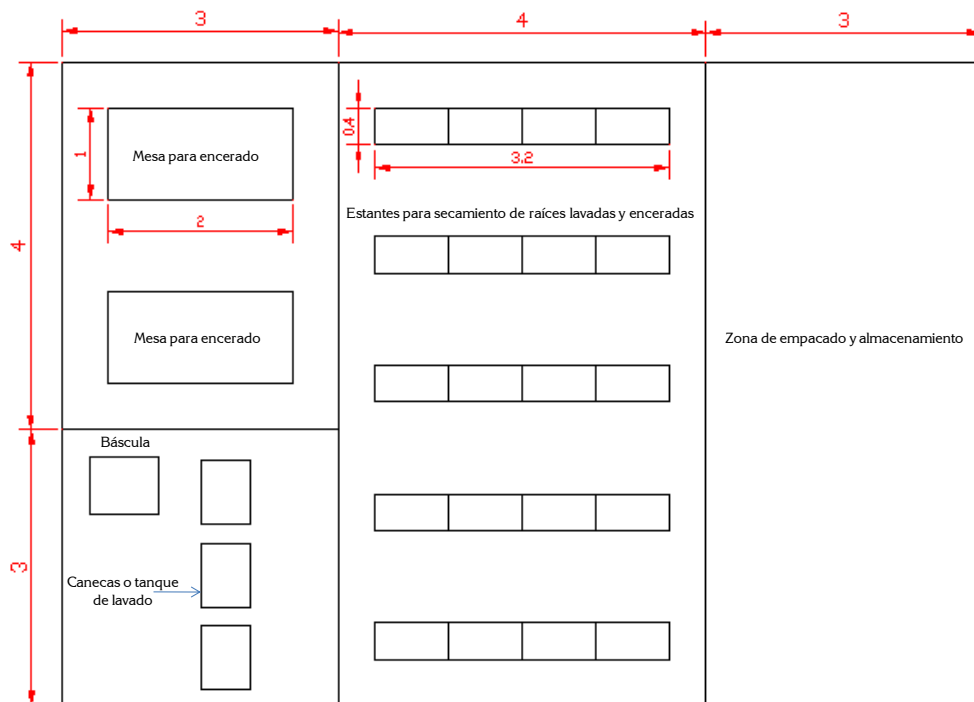 3
4
3
1
Mesa para encerado
2
4
Mesa para encerado
0.4
3.2
Estantes para secamiento de raíces lavadas y enceradas
Zona de empacado y almacenamiento
Báscula
3
Canecas o tanque
de lavado